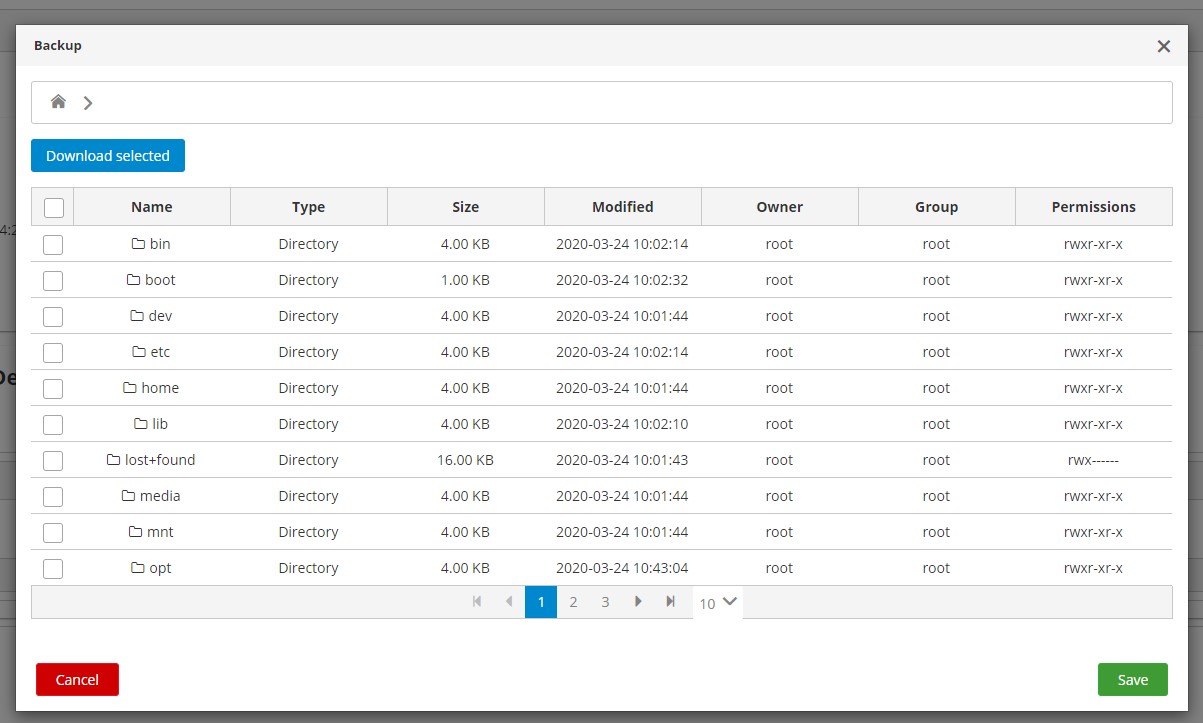 Backup
Download selected
Name Type Size Modified Owner Group Permissions
bin Directory 4.00 KB 2020-03-24 10:02:14 root root rwxr-xr-x
boot Directory 1.00 KB 2020-03-24 10:02:32 root root rwxr-xr-x
dev Directory 4.00 KB 2020-03-24 10:01:44 root root rwxr-xr-x
etc Directory 4.00 KB 2020-03-24 10:02:14 root root rwxr-xr-x
home Directory 4.00 KB 2020-03-24 10:01:44 root root rwxr-xr-x
lib Directory 4.00 KB 2020-03-24 10:02:10 root root rwxr-xr-x
lost+found Directory 16.00 KB 2020-03-24 10:01:43 root root rwx------
media Directory 4.00 KB 2020-03-24 10:01:44 root root rwxr-xr-x
mnt Directory 4.00 KB 2020-03-24 10:01:44 root root rwxr-xr-x
opt Directory 4.00 KB 2020-03-24 10:43:04 root root rwxr-xr-x
1 2 3 10
Cancel Save